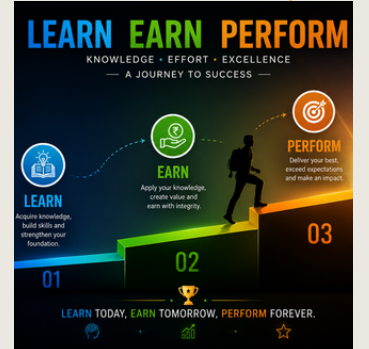 LEARN EARN PERFORM
KNOWLEDGE • EFFORT • EXCELLENCE
— A JOURNEY TO SUCCESS —
LEARN
Acquire knowledge,
build skills and
strengthen your
foundation.
01
₹
EARN
Apply your knowledge,
create value and
earn with integrity.
02
PERFORM
Deliver your best,
exceed expectations
and make an impact.
03
LEARN TODAY, EARN TOMORROW, PERFORM FOREVER.